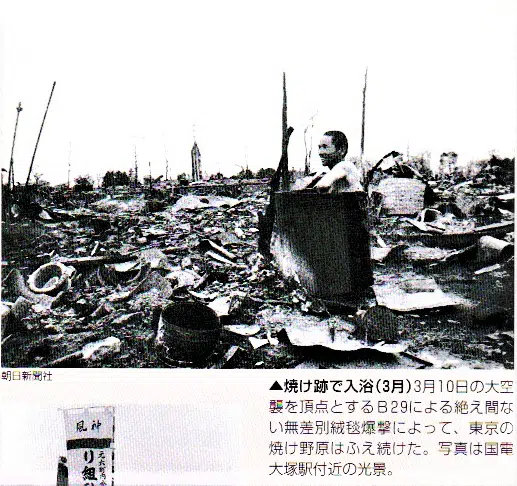 朝日新聞社
▲焼け跡で入浴(3月)3月10日の大空
襲を頂点とするB29による絶え間な
い無差別絨毯爆撃によって、東京の
焼け野原はふえ続けた。写真は国電
大塚駅付近の光景。
神風
り組